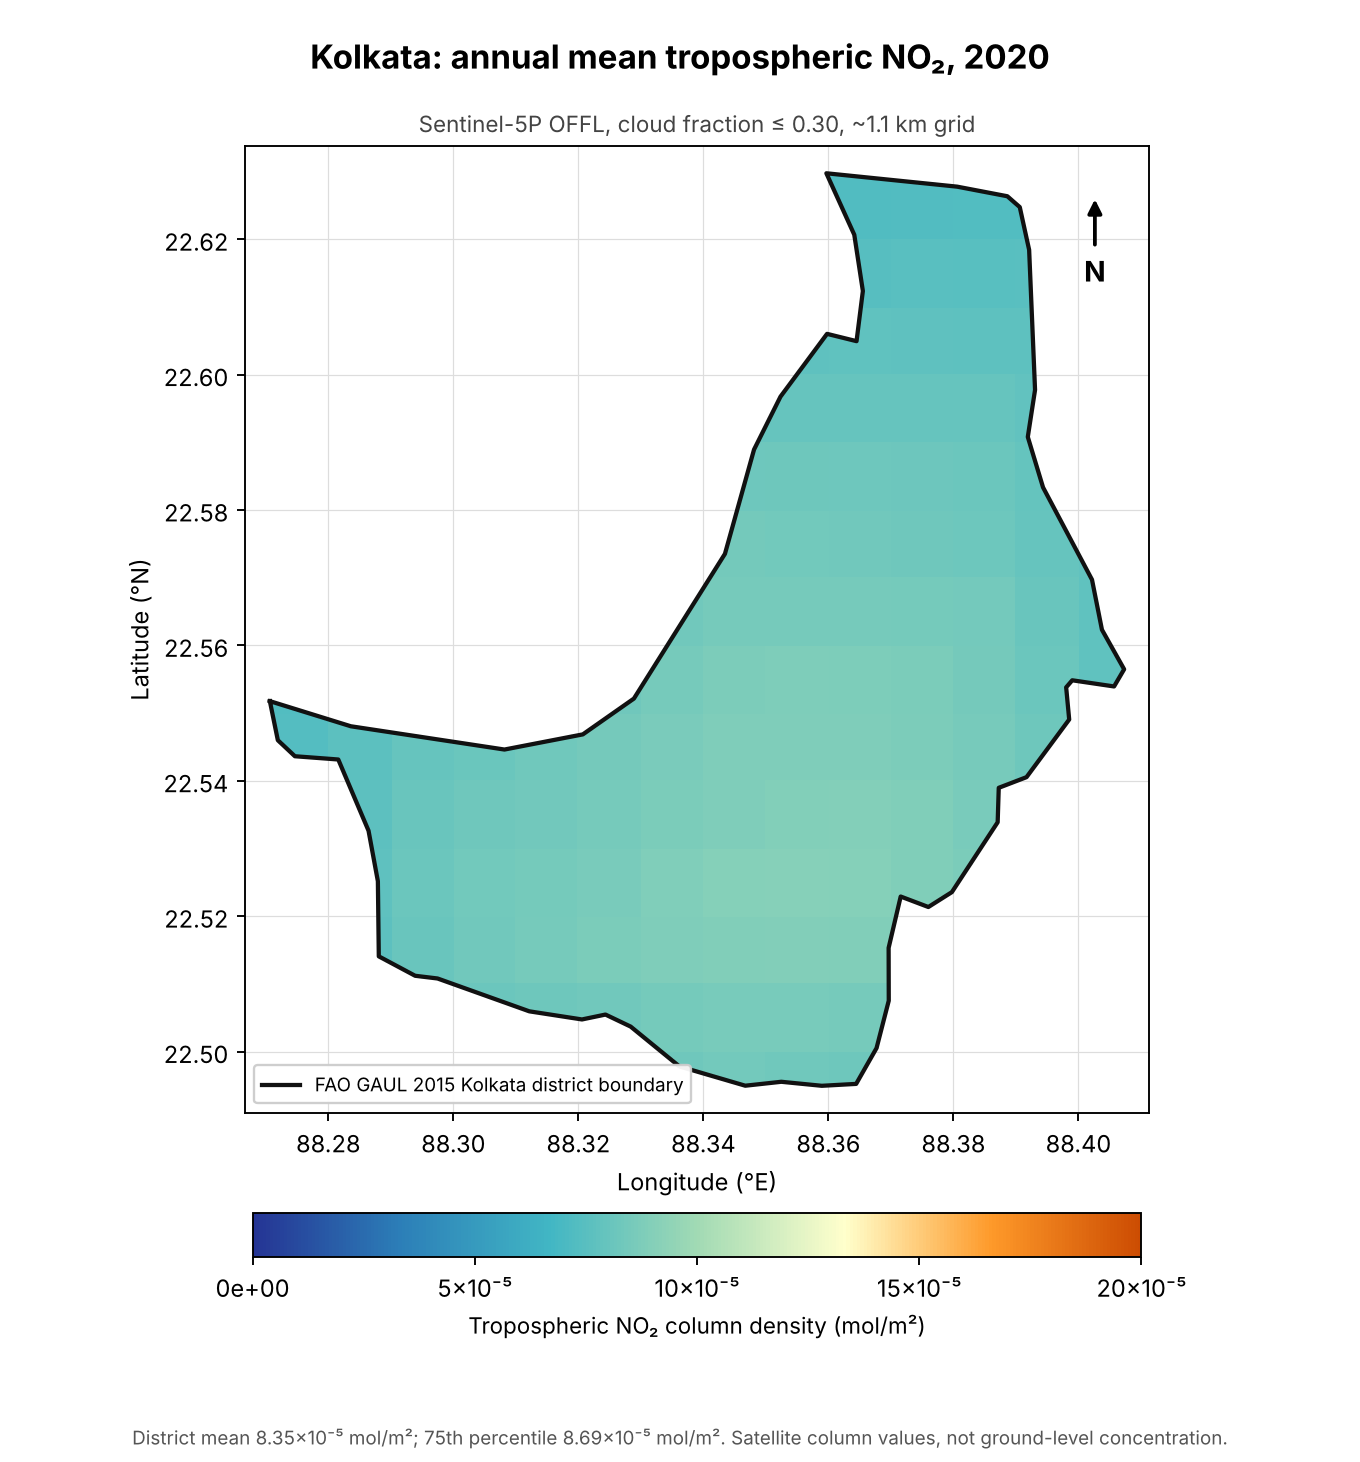 Kolkata: annual mean tropospheric NO₂, 2020
Sentinel-5P OFFL, cloud fraction ≤ 0.30, ~1.1 km grid
N
22.62
22.60
22.58
22.56
22.54
22.52
22.50
Latitude (°N)
FAO GAUL 2015 Kolkata district boundary
88.28 88.30 88.32 88.34 88.36 88.38 88.40
Longitude (°E)
0e+00 5×10⁻⁵ 10×10⁻⁵ 15×10⁻⁵ 20×10⁻⁵
Tropospheric NO₂ column density (mol/m²)
District mean 8.35×10⁻⁵ mol/m²; 75th percentile 8.69×10⁻⁵ mol/m². Satellite column values, not ground-level concentration.